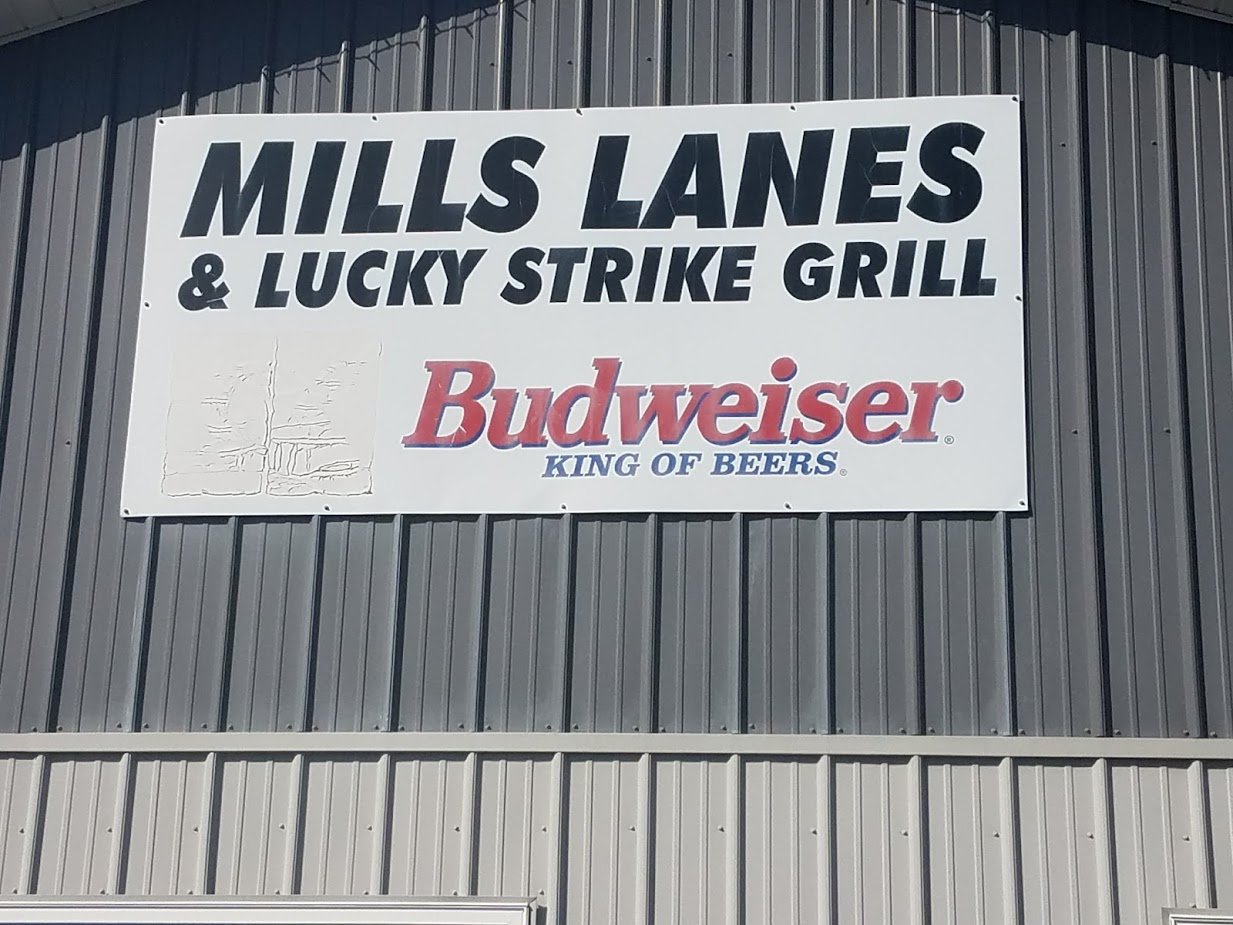 MILLS LANES
& LUCKY STRIKE GRILL
Budweiser®
KING OF BEERS®